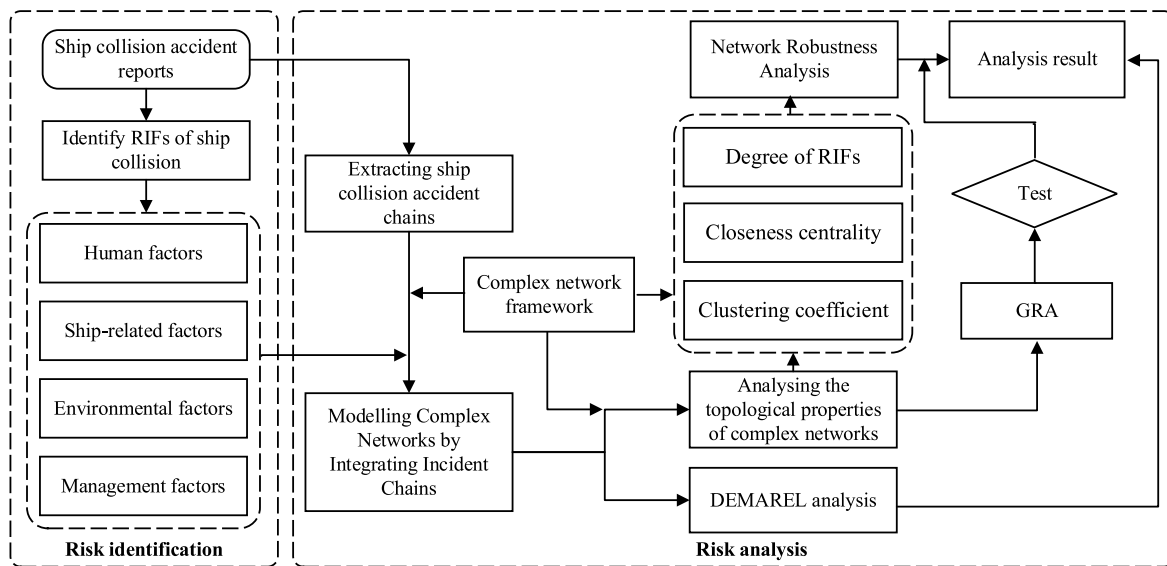 Ship collision accident
reports
Identify RIFs of ship
collision
Human factors
Ship-related factors
Environmental factors
Management factors
Risk identification
Extracting ship
collision accident
chains
Complex network
framework
Modelling Complex
Networks by
Integrating Incident
Chains
Network Robustness
Analysis
Degree of RIFs
Closeness centrality
Clustering coefficient
Analysing the
topological properties
of complex networks
DEMAREL analysis
Analysis result
Test
GRA
Risk analysis